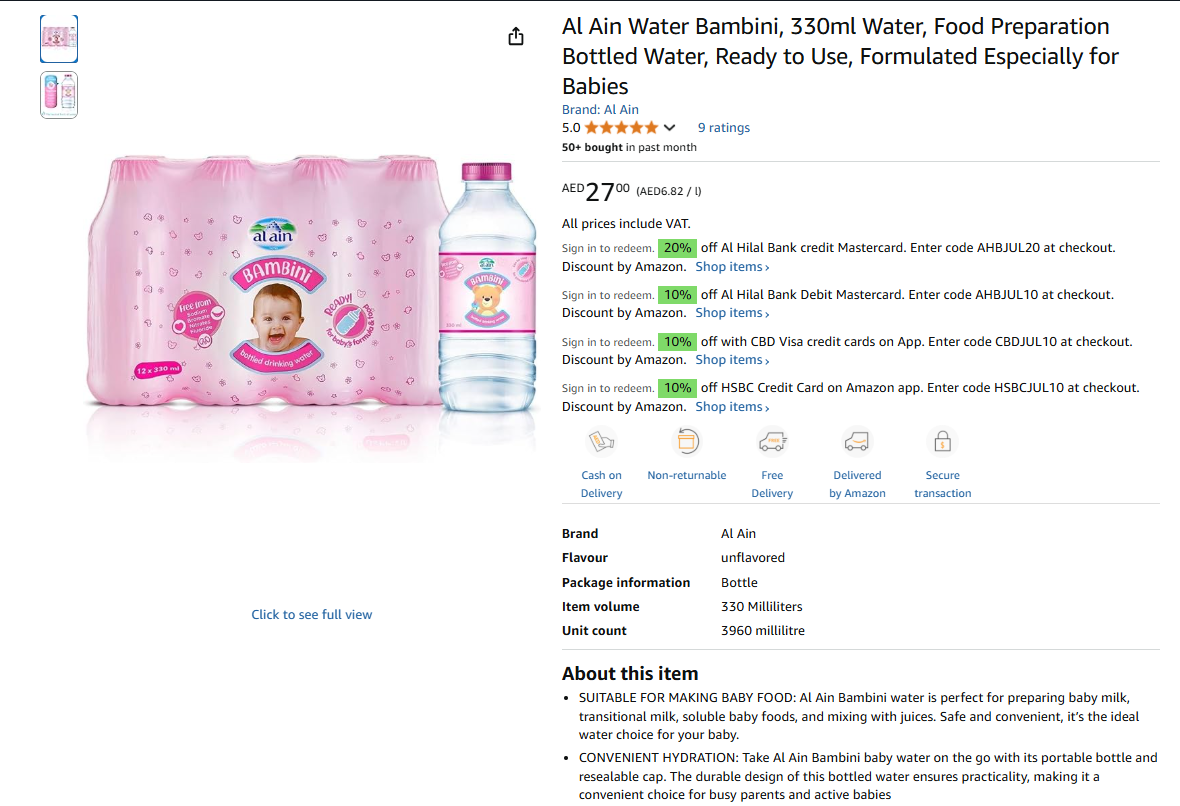 Al Ain Water Bambini, 330ml Water, Food Preparation
Bottled Water, Ready to Use, Formulated Especially for
Babies
Brand: Al Ain
5.0 9 ratings
50+ bought in past month
AED2700 (AED6.82 / l)
All prices include VAT.
Sign in to redeem. 20% off Al Hilal Bank credit Mastercard. Enter code AHBJUL20 at checkout.
Discount by Amazon. Shop items ›
Sign in to redeem. 10% off Al Hilal Bank Debit Mastercard. Enter code AHBJUL10 at checkout.
Discount by Amazon. Shop items ›
Sign in to redeem. 10% off with CBD Visa credit cards on App. Enter code CBDJUL10 at checkout.
Discount by Amazon. Shop items ›
Sign in to redeem. 10% off HSBC Credit Card on Amazon app. Enter code HSBCJUL10 at checkout.
Discount by Amazon. Shop items ›
Cash on
Delivery
Non-returnable
Free
Delivery
Delivered
by Amazon
Secure
transaction
Brand Al Ain
Flavour unflavored
Package information Bottle
Item volume 330 Milliliters
Unit count 3960 millilitre
About this item
• SUITABLE FOR MAKING BABY FOOD: Al Ain Bambini water is perfect for preparing baby milk,
transitional milk, soluble baby foods, and mixing with juices. Safe and convenient, it’s the ideal
water choice for your baby.
• CONVENIENT HYDRATION: Take Al Ain Bambini baby water on the go with its portable bottle and
resealable cap. The durable design of this bottled water ensures practicality, making it a
convenient choice for busy parents and active babies
al ain
BAMBINI
Free from
Sodium
Bromate
Nitrates
Fluoride
READY!
for baby's formula & food
bottled drinking water
12 x 330 ml
BAMBINI
Click to see full view